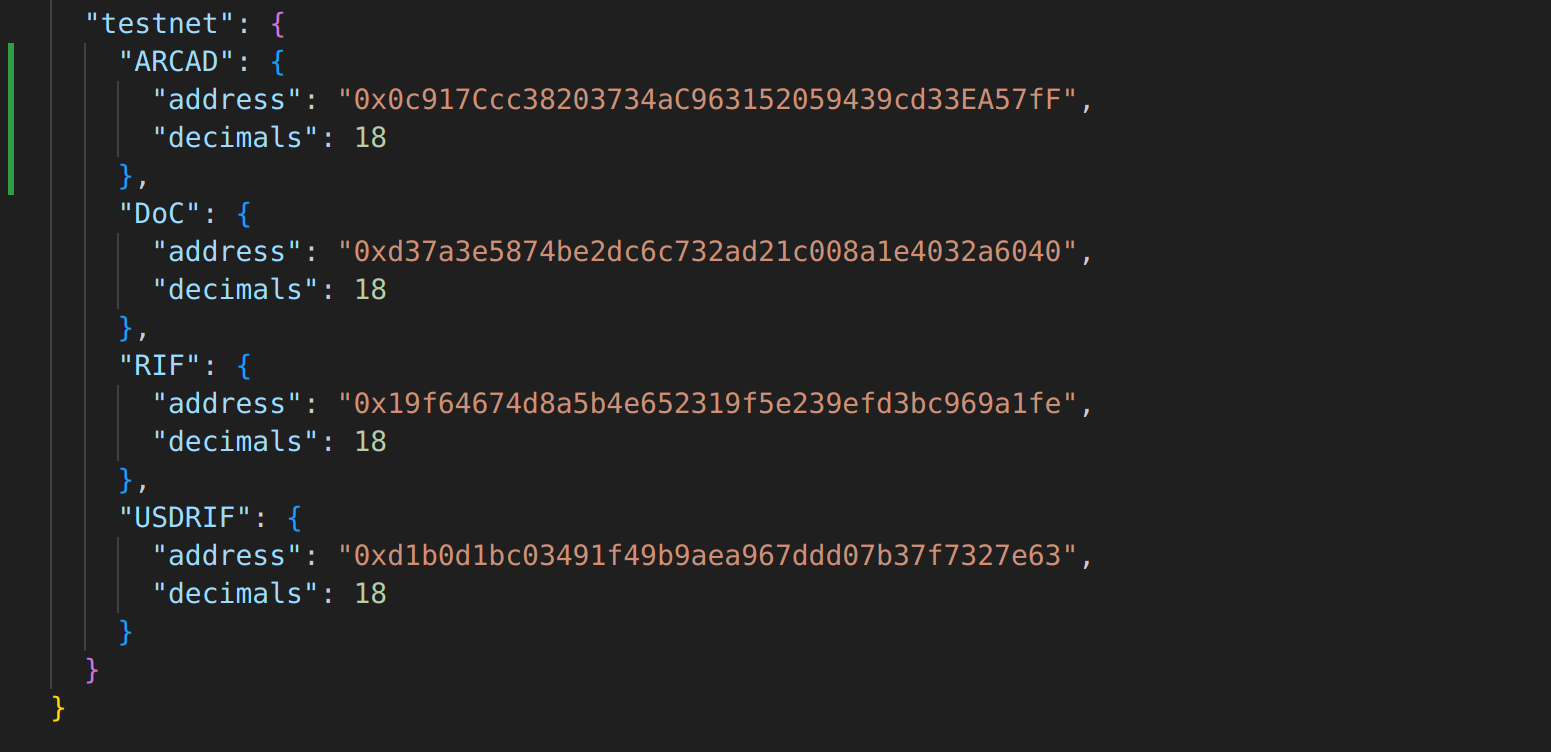 "testnet": {
"ARCAD": {
"address": "0x0c917Ccc38203734aC963152059439cd33EA57fF",
"decimals": 18
},
"DoC": {
"address": "0xd37a3e5874be2dc6c732ad21c008a1e4032a6040",
"decimals": 18
},
"RIF": {
"address": "0x19f64674d8a5b4e652319f5e239efd3bc969a1fe",
"decimals": 18
},
"USDRIF": {
"address": "0xd1b0d1bc03491f49b9aea967ddd07b37f7327e63",
"decimals": 18
}
}
}